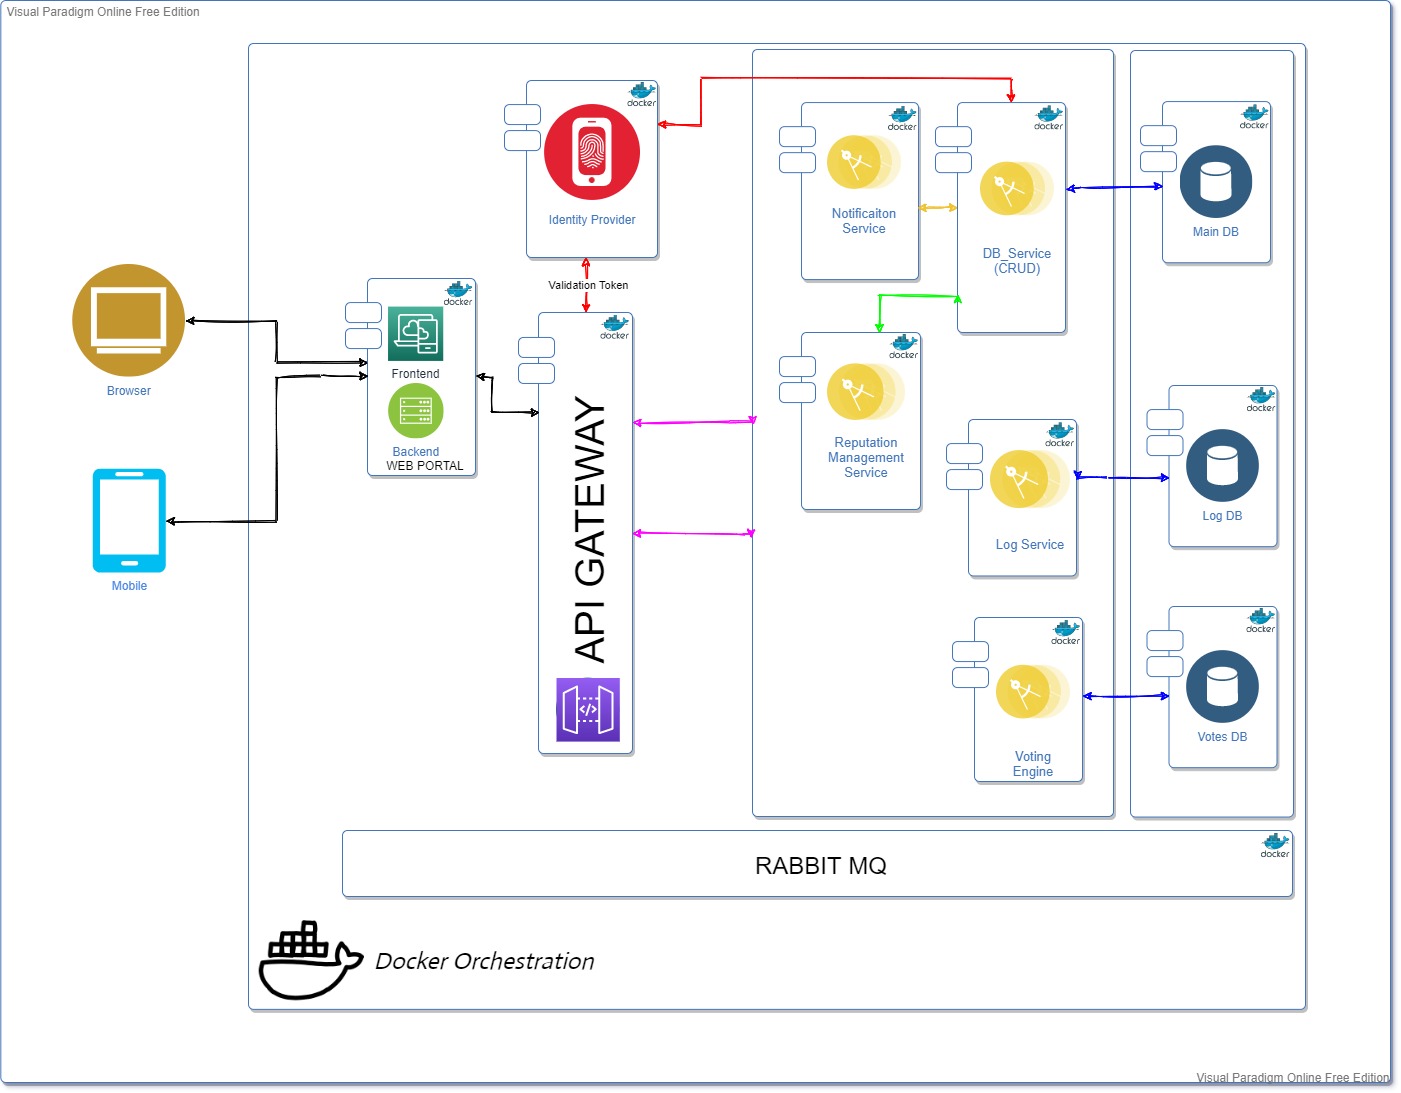 Visual Paradigm Online Free Edition
docker
Identity Provider
Validation Token
docker
Notificaiton
Service
docker
DB_Service
(CRUD)
docker
Main DB
Browser
Mobile
docker
Frontend
Backend
WEB PORTAL
docker
API GATEWAY
docker
Reputation
Management
Service
docker
Log Service
docker
Log DB
docker
Voting
Engine
docker
Votes DB
docker
RABBIT MQ
Docker Orchestration
Visual Paradigm Online Free Edition